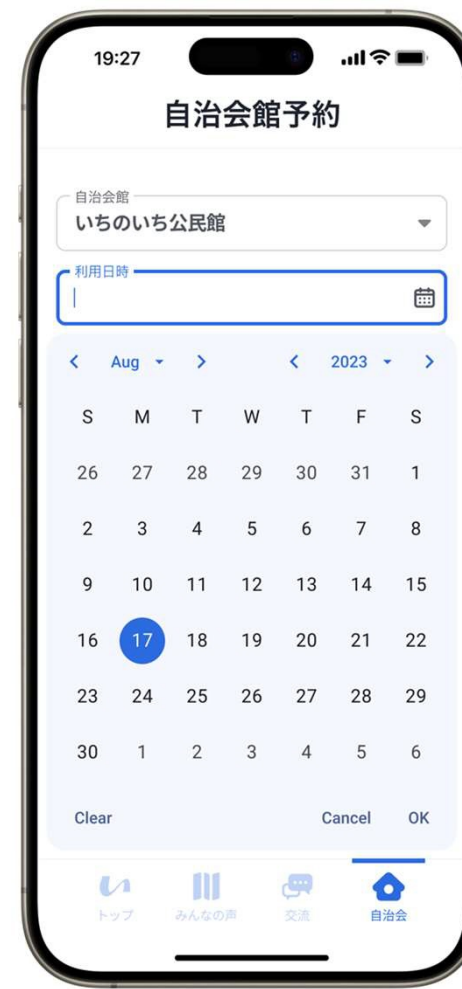 19:27
自治会館予約
自治会館
いちのいち公民館
利用日時
Aug 2023
S M T W T F S
26 27 28 29 30 31 1
2 3 4 5 6 7 8
9 10 11 12 13 14 15
16 17 18 19 20 21 22
23 24 25 26 27 28 29
30 1 2 3 4 5 6
Clear Cancel OK
トップ みんなの声 交流 自治会